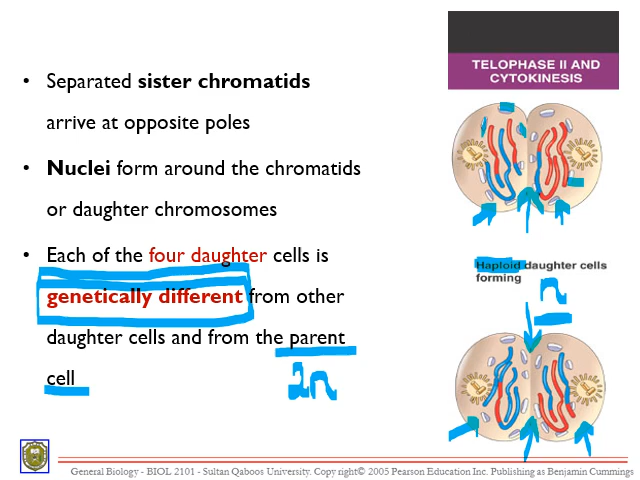 TELOPHASE II AND
CYTOKINESIS
• Separated sister chromatids
arrive at opposite poles
• Nuclei form around the chromatids
or daughter chromosomes
• Each of the four daughter cells is
genetically different from other
daughter cells and from the parent
cell
2n
Haploid daughter cells
forming
n
General Biology - BIOL 2101 - Sultan Qaboos University. Copy right© 2005 Pearson Education Inc. Publishing as Benjamin Cummings